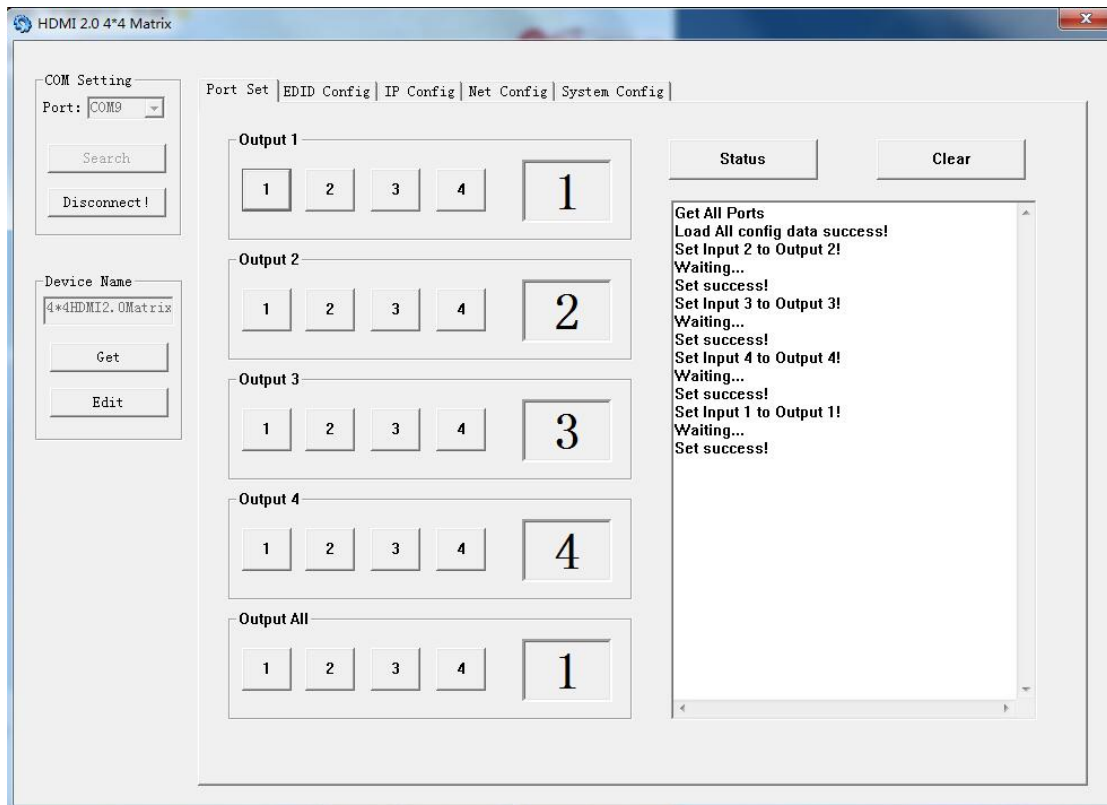 HDMI 2.0 4*4 Matrix
COM Setting
Port: COM9
Search
Disconnect!
Device Name
4*4HDMI2.0Matrix
Get
Edit
Port Set EDID Config IP Config Net Config System Config
Output 1
1 2 3 4 1
Output 2
1 2 3 4 2
Output 3
1 2 3 4 3
Output 4
1 2 3 4 4
Output All
1 2 3 4 1
Status Clear
Get All Ports
Load All config data success!
Set Input 2 to Output 2!
Waiting...
Set success!
Set Input 3 to Output 3!
Waiting...
Set success!
Set Input 4 to Output 4!
Waiting...
Set success!
Set Input 1 to Output 1!
Waiting...
Set success!